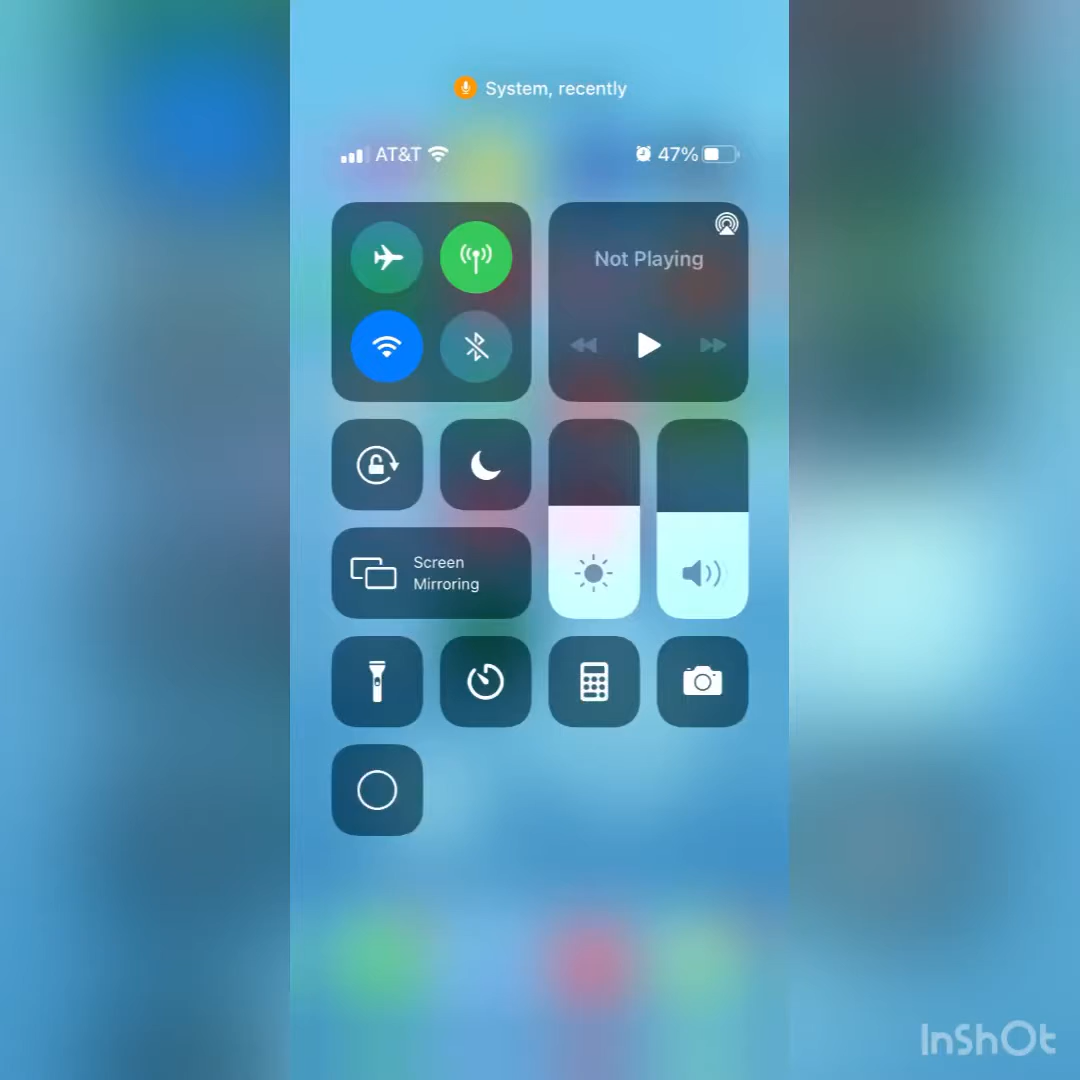 System, recently
AT&T
47%
Not Playing
Screen
Mirroring
InShOt